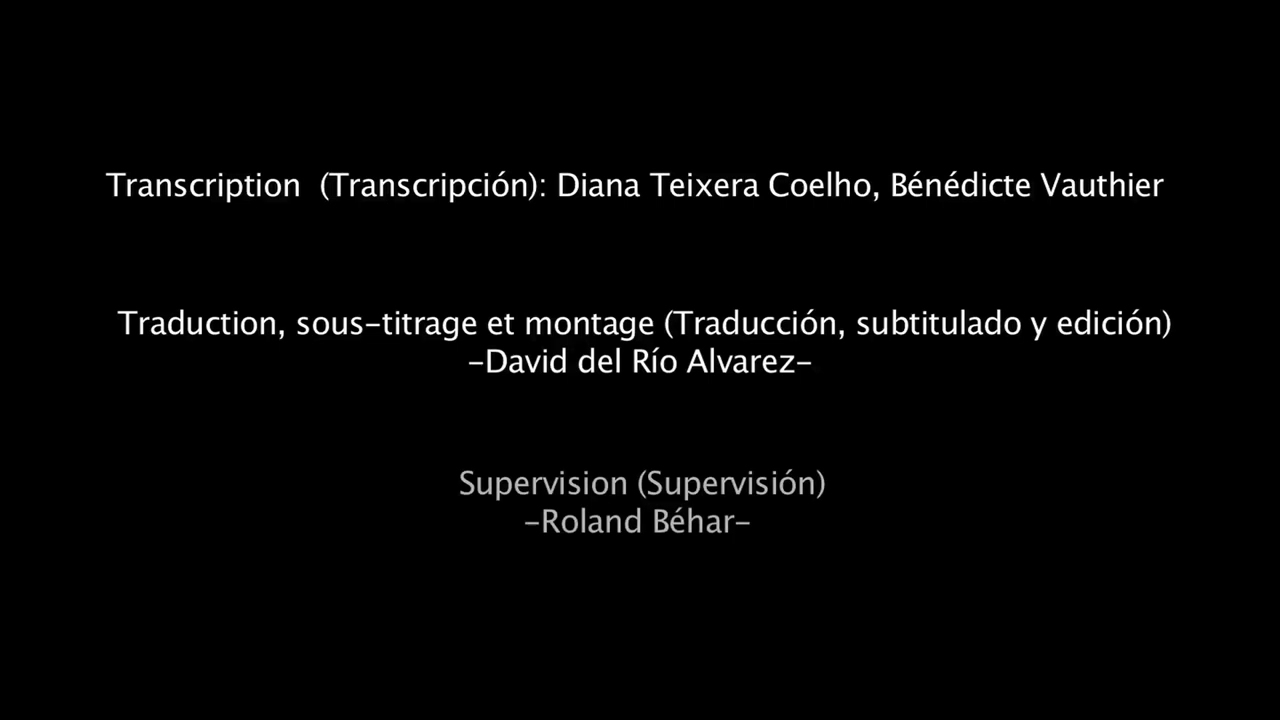 Transcription (Transcripción): Diana Teixera Coelho, Bénédicte Vauthier
Traduction, sous-titrage et montage (Traducción, subtitulado y edición)
-David del Río Alvarez-
Supervision (Supervisión)
-Roland Béhar-